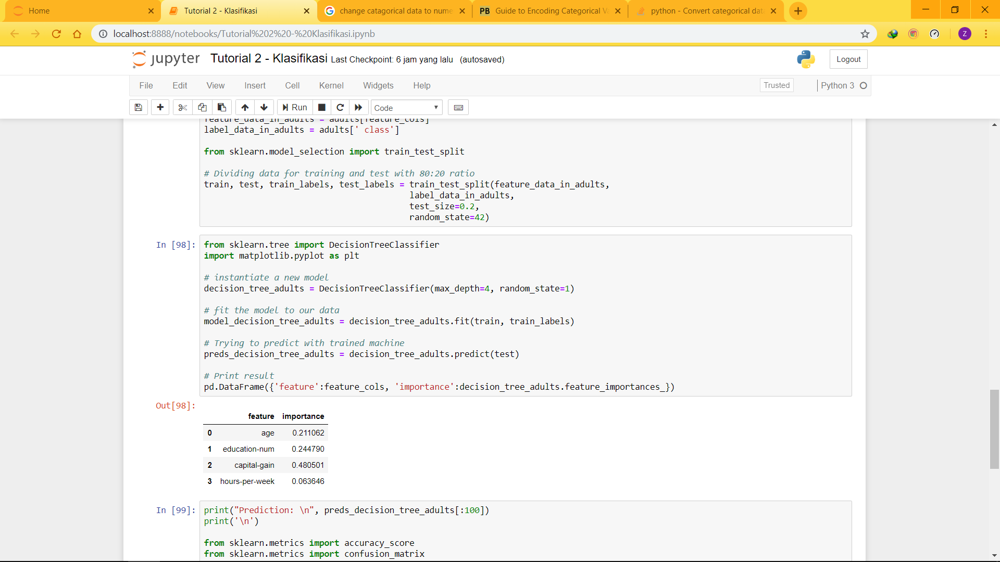 Home
Tutorial 2 - Klasifikasi
change catagorical data to nume
PB Guide to Encoding Categorical Va
python - Convert categorical data
localhost:8888/notebooks/Tutorial%202%20-%20Klasifikasi.ipynb
Z
jupyter Tutorial 2 - Klasifikasi Last Checkpoint: 6 jam yang lalu (autosaved)
Logout
File Edit View Insert Cell Kernel Widgets Help
Trusted
Python 3
Run
Code
feature_data_in_adults = adults[feature_cols]
label_data_in_adults = adults[' class']
from sklearn.model_selection import train_test_split
# Dividing data for training and test with 80:20 ratio
train, test, train_labels, test_labels = train_test_split(feature_data_in_adults,
label_data_in_adults,
test_size=0.2,
random_state=42)
In [98]:
from sklearn.tree import DecisionTreeClassifier
import matplotlib.pyplot as plt
# instantiate a new model
decision_tree_adults = DecisionTreeClassifier(max_depth=4, random_state=1)
# fit the model to our data
model_decision_tree_adults = decision_tree_adults.fit(train, train_labels)
# Trying to predict with trained machine
preds_decision_tree_adults = decision_tree_adults.predict(test)
# Print result
pd.DataFrame({'feature':feature_cols, 'importance':decision_tree_adults.feature_importances_})
Out[98]:
feature importance
0 age 0.211062
1 education-num 0.244790
2 capital-gain 0.480501
3 hours-per-week 0.063646
In [99]:
print("Prediction: \n", preds_decision_tree_adults[:100])
print('\n')
from sklearn.metrics import accuracy_score
from sklearn.metrics import confusion_matrix